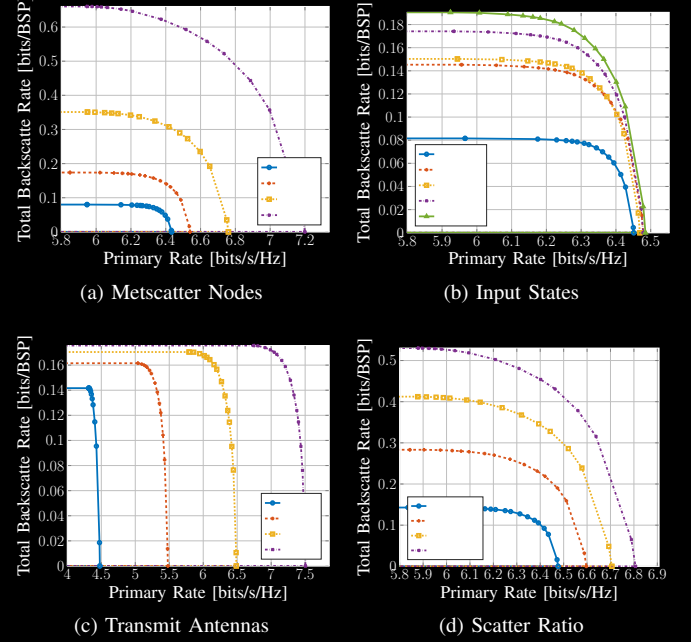 0.6
0.5
0.4
0.3
0.2
0.1
0
5.8 6 6.2 6.4 6.6 6.8 7 7.2
Total Backscatte Rate [bits/BSP]
Primary Rate [bits/s/Hz]
(a) Metscatter Nodes
0.18
0.16
0.14
0.12
0.1
0.08
0.06
0.04
0.02
0
5.8 5.9 6 6.1 6.2 6.3 6.4 6.5
Total Backscatte Rate [bits/BSP]
Primary Rate [bits/s/Hz]
(b) Input States
0.16
0.14
0.12
0.1
0.08
0.06
0.04
0.02
0
4 4.5 5 5.5 6 6.5 7 7.5
Total Backscatte Rate [bits/BSP]
Primary Rate [bits/s/Hz]
(c) Transmit Antennas
0.5
0.4
0.3
0.2
0.1
0
5.8 5.9 6 6.1 6.2 6.3 6.4 6.5 6.6 6.7 6.8 6.9
Total Backscatte Rate [bits/BSP]
Primary Rate [bits/s/Hz]
(d) Scatter Ratio